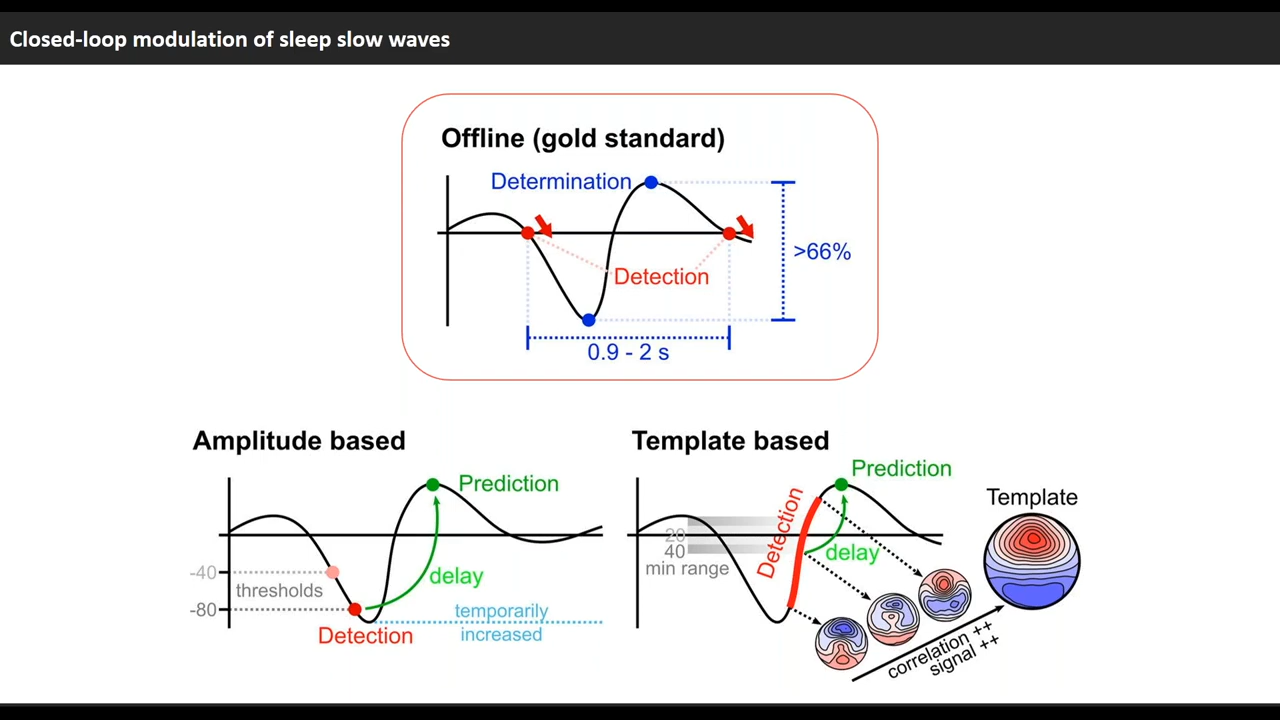 Closed-loop modulation of sleep slow waves
Offline (gold standard)
Determination
Detection
>66%
0.9 - 2 s
Amplitude based
Prediction
-40
thresholds
-80
delay
temporarily
increased
Detection
Template based
Prediction
Template
Detection
20
40
min range
delay
correlation ++
signal ++